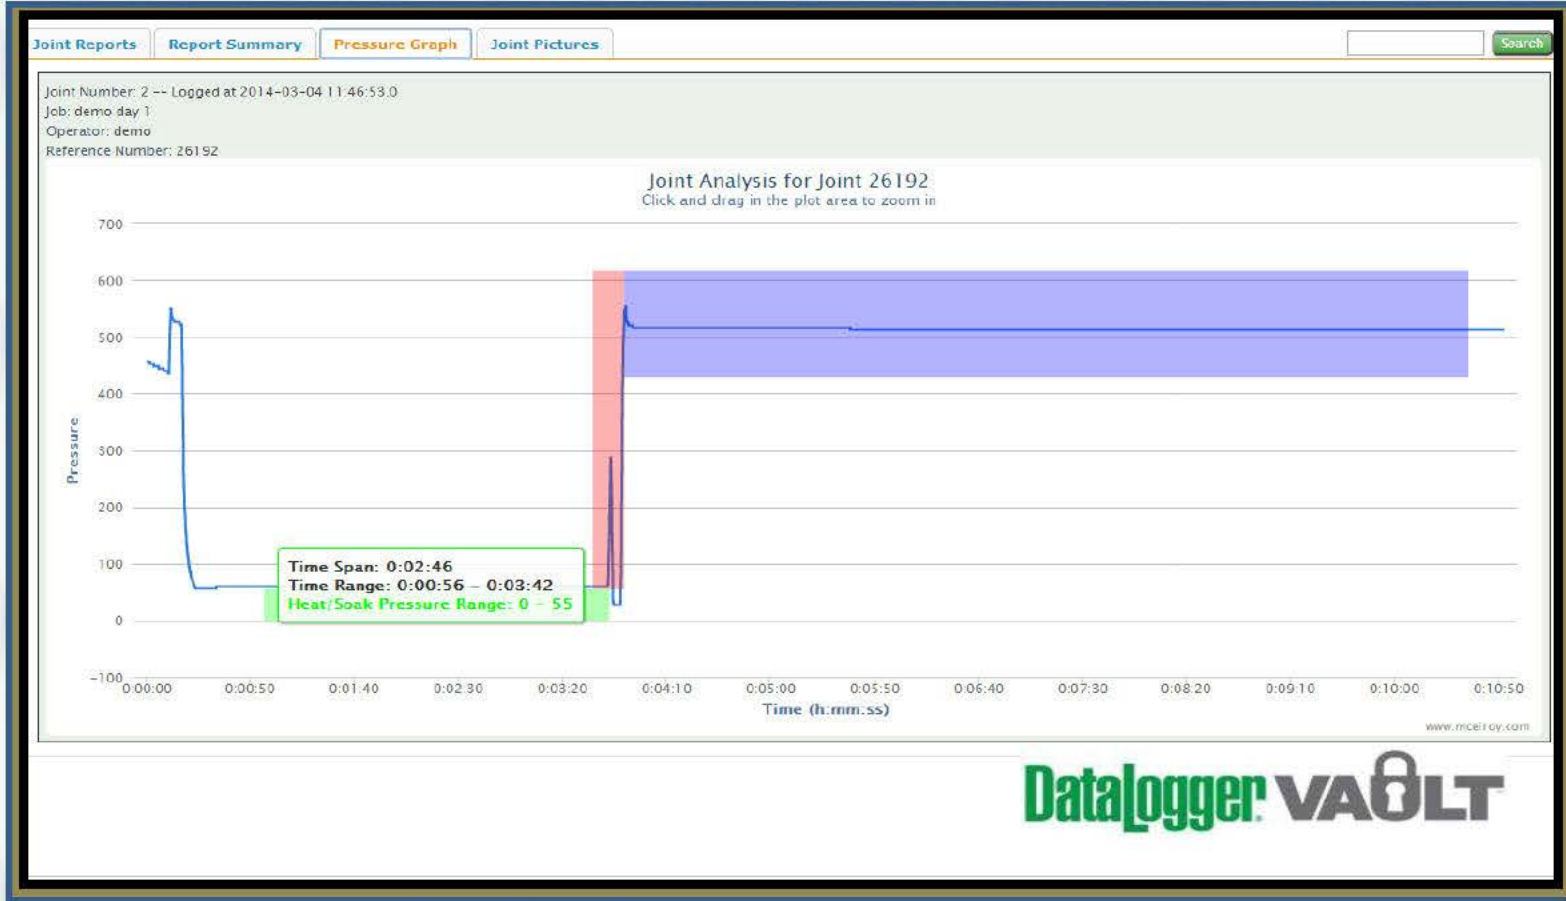 Joint Reports Report Summary Pressure Graph Joint Pictures Search
Joint Number: 2 -- Logged at 2014-03-04 11:46:53.0
Job: demo day 1
Operator: demo
Reference Number: 26192
Joint Analysis for Joint 26192
Click and drag in the plot area to zoom in
700
600
500
400
300
200
100
0
-100
Pressure
Time Span: 0:02:46
Time Range: 0:00:56 - 0:03:42
Heat/Soak Pressure Range: 0 - 55
0:00:00 0:00:50 0:01:40 0:02:30 0:03:20 0:04:10 0:05:00 0:05:50 0:06:40 0:07:30 0:08:20 0:09:10 0:10:00 0:10:50
Time (h:mm:ss)
www.mcelroy.com
DataLogger. VAULT